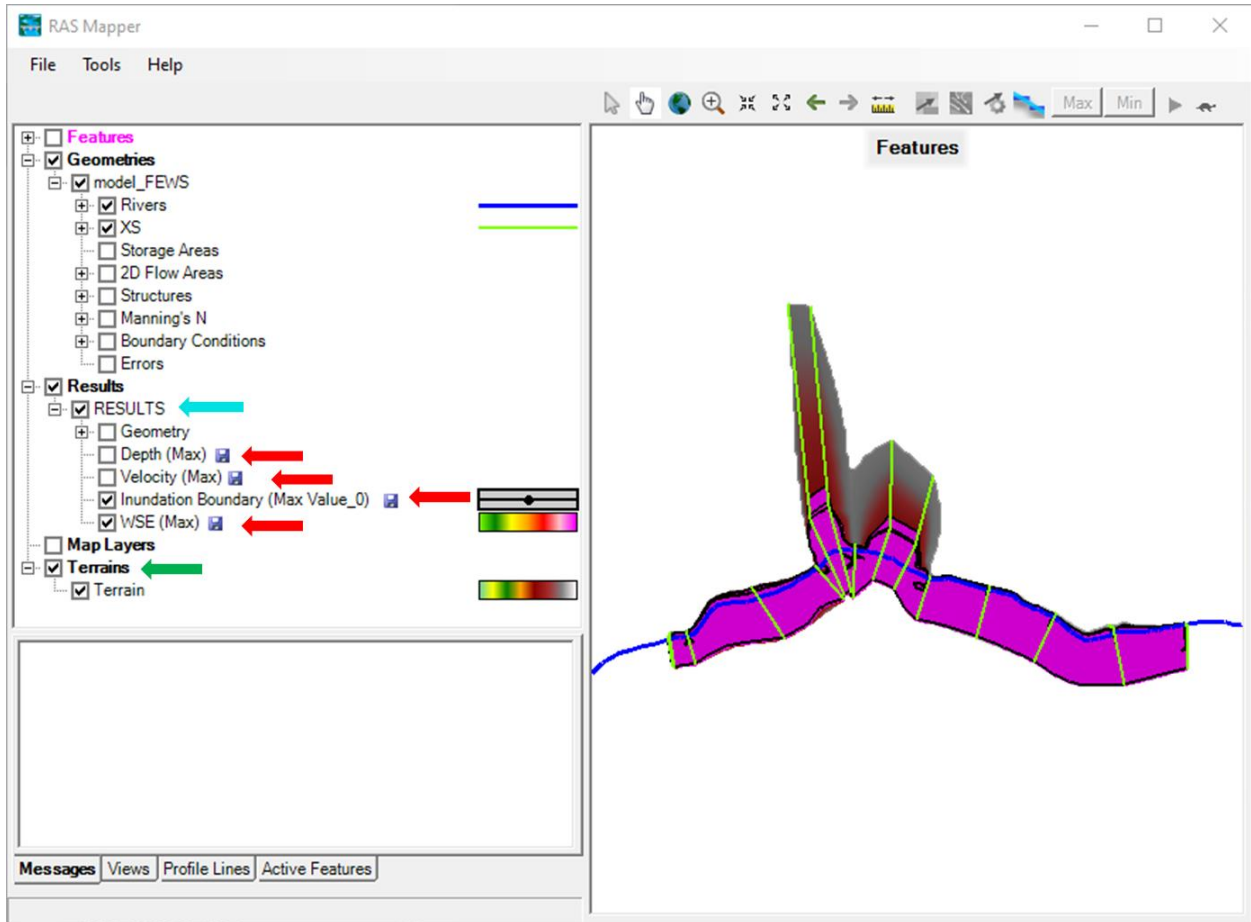 RAS Mapper
File Tools Help
Max Min
Features
Geometries
model_FEWS
Rivers
XS
Storage Areas
2D Flow Areas
Structures
Manning's N
Boundary Conditions
Errors
Results
RESULTS
Geometry
Depth (Max)
Velocity (Max)
Inundation Boundary (Max Value_0)
WSE (Max)
Map Layers
Terrains
Terrain
Features
Messages Views Profile Lines Active Features